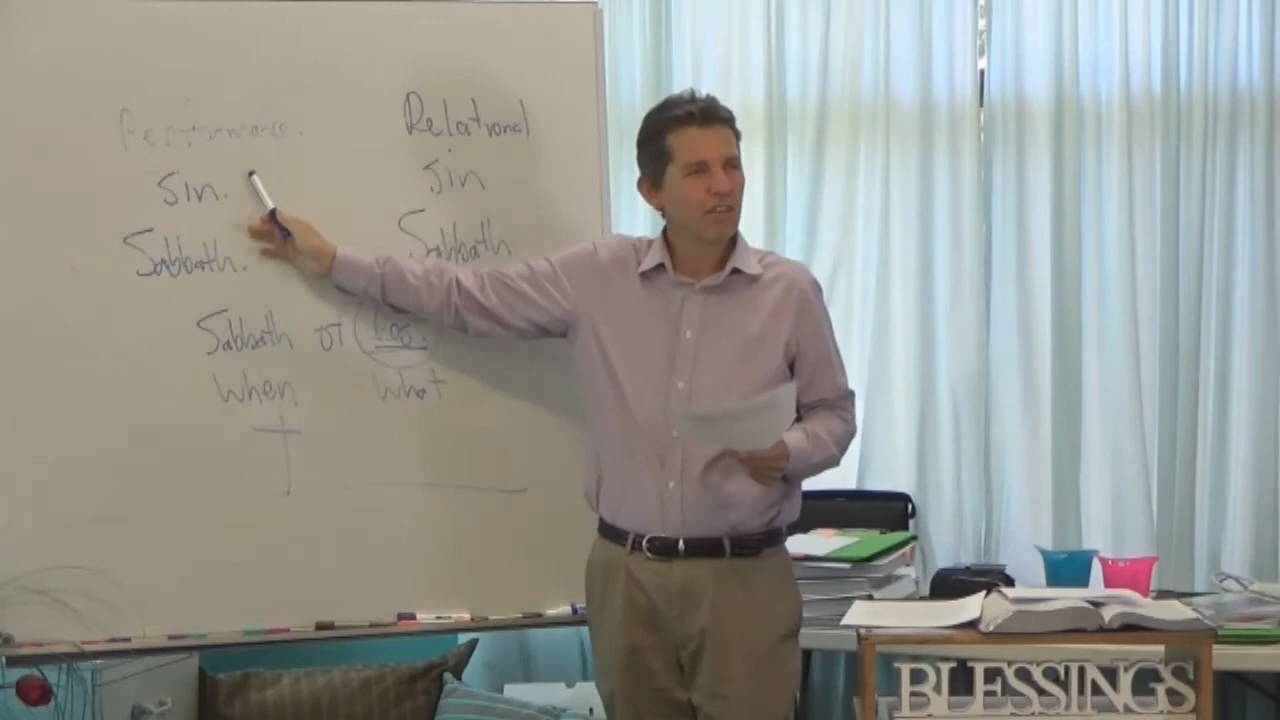 Performance. Relational
Sin. Sin
Sabbath. Sabbath
Sabbath or
When What
BLESSINGS